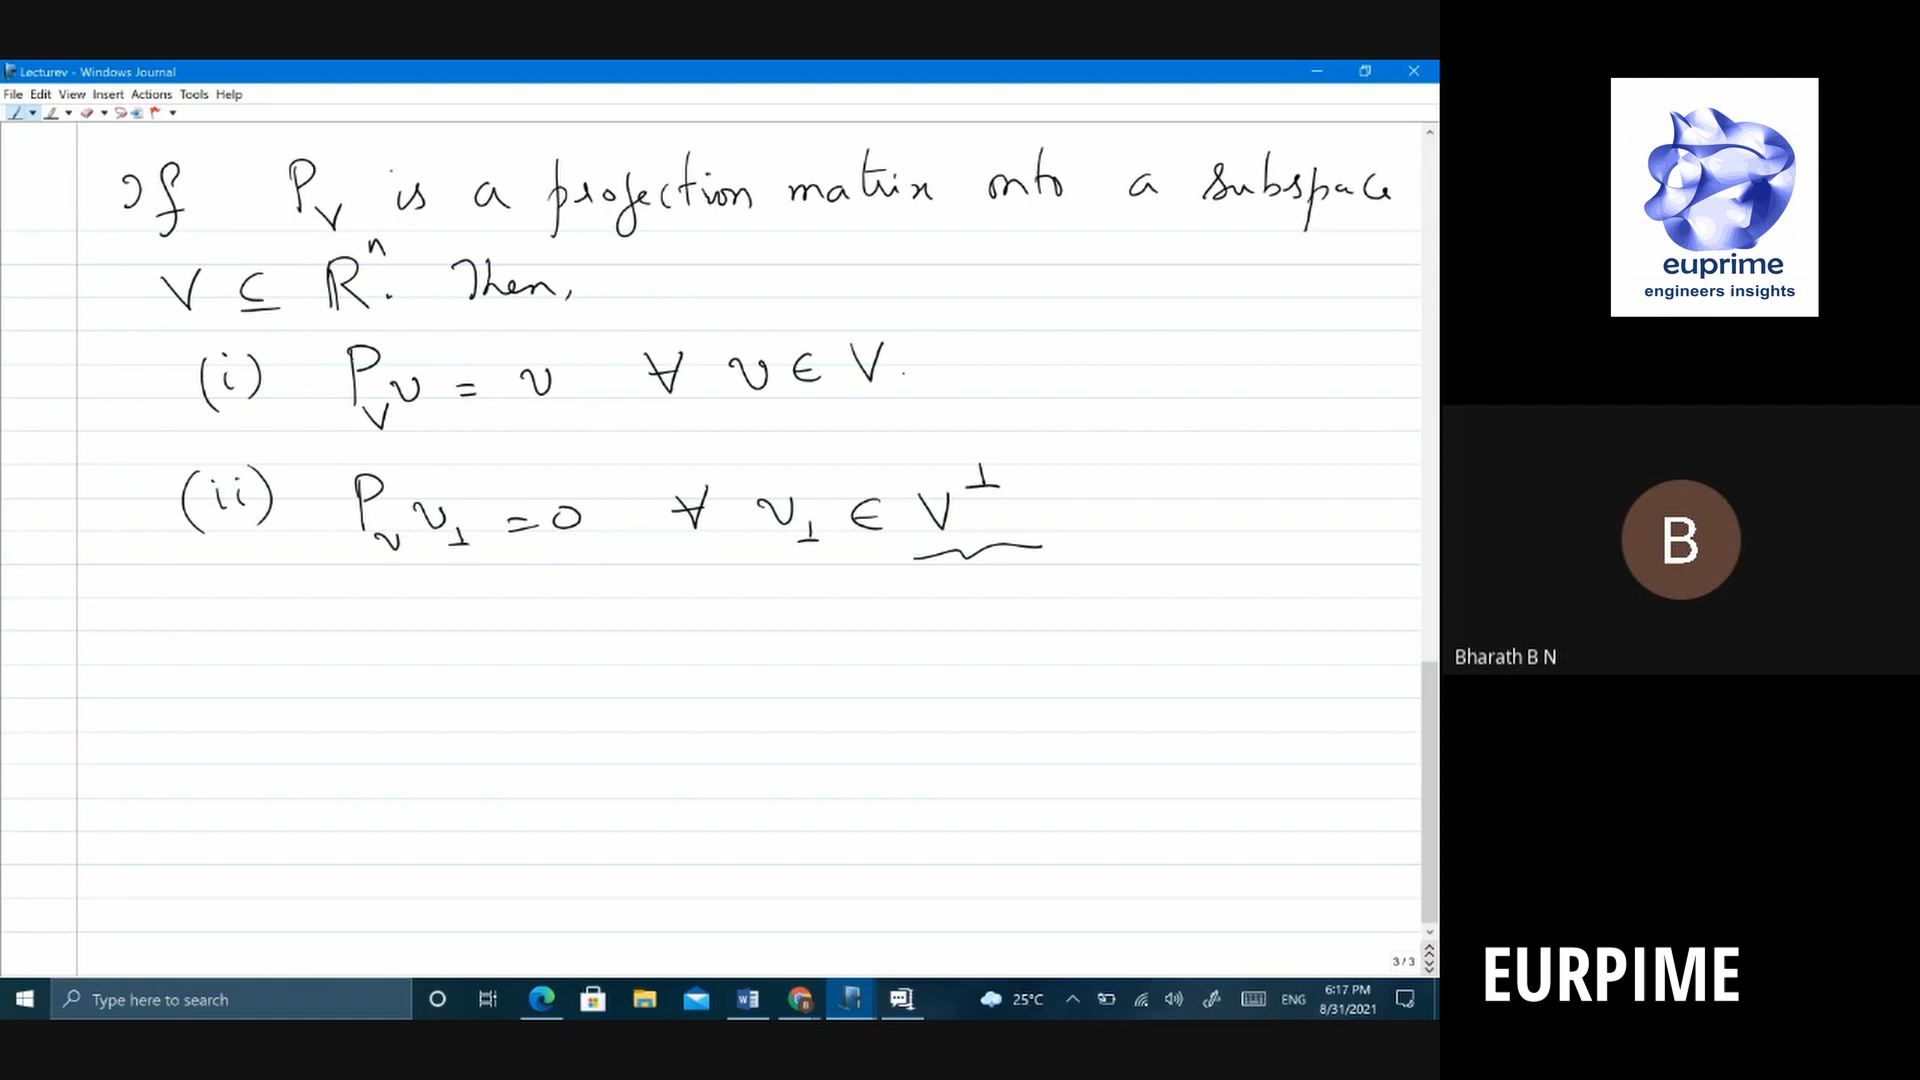 Lecturev - Windows Journal
File Edit View Insert Actions Tools Help
If P_V is a projection matrix onto a subspace
V ⊆ ℝ^n. Then,
(i) P_V v = v ∀ v ∈ V.
(ii) P_v v_⊥ = 0 ∀ v_⊥ ∈ V^⊥
3 / 3
Type here to search
25°C
ENG
6:17 PM
8/31/2021
euprime
engineers insights
B
Bharath B N
EURPIME